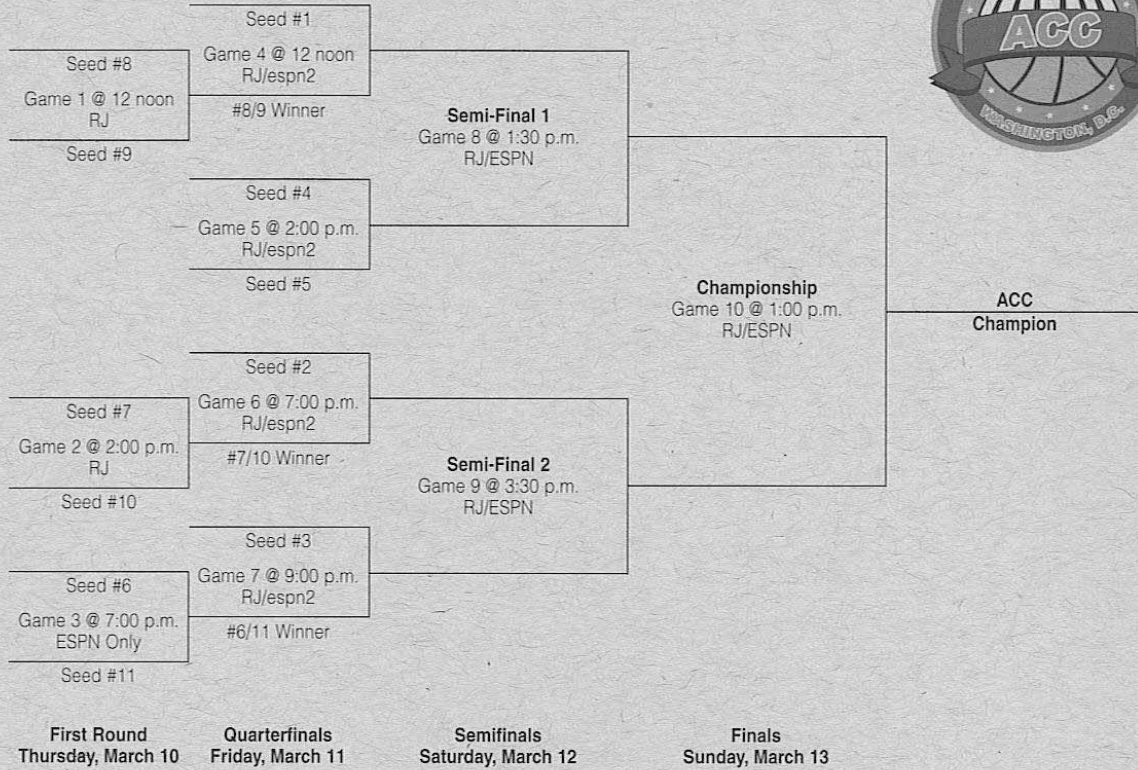 ACC
WASHINGTON, D.C.
Seed #1
Game 4 @ 12 noon
RJ/espn2
#8/9 Winner
Seed #8
Game 1 @ 12 noon
RJ
Seed #9
Semi-Final 1
Game 8 @ 1:30 p.m.
RJ/ESPN
Seed #4
Game 5 @ 2:00 p.m.
RJ/espn2
Seed #5
Championship
Game 10 @ 1:00 p.m.
RJ/ESPN
ACC
Champion
Seed #2
Game 6 @ 7:00 p.m.
RJ/espn2
#7/10 Winner
Seed #7
Game 2 @ 2:00 p.m.
RJ
Seed #10
Semi-Final 2
Game 9 @ 3:30 p.m.
RJ/ESPN
Seed #3
Game 7 @ 9:00 p.m.
RJ/espn2
#6/11 Winner
Seed #6
Game 3 @ 7:00 p.m.
ESPN Only
Seed #11
First Round
Thursday, March 10
Quarterfinals
Friday, March 11
Semifinals
Saturday, March 12
Finals
Sunday, March 13